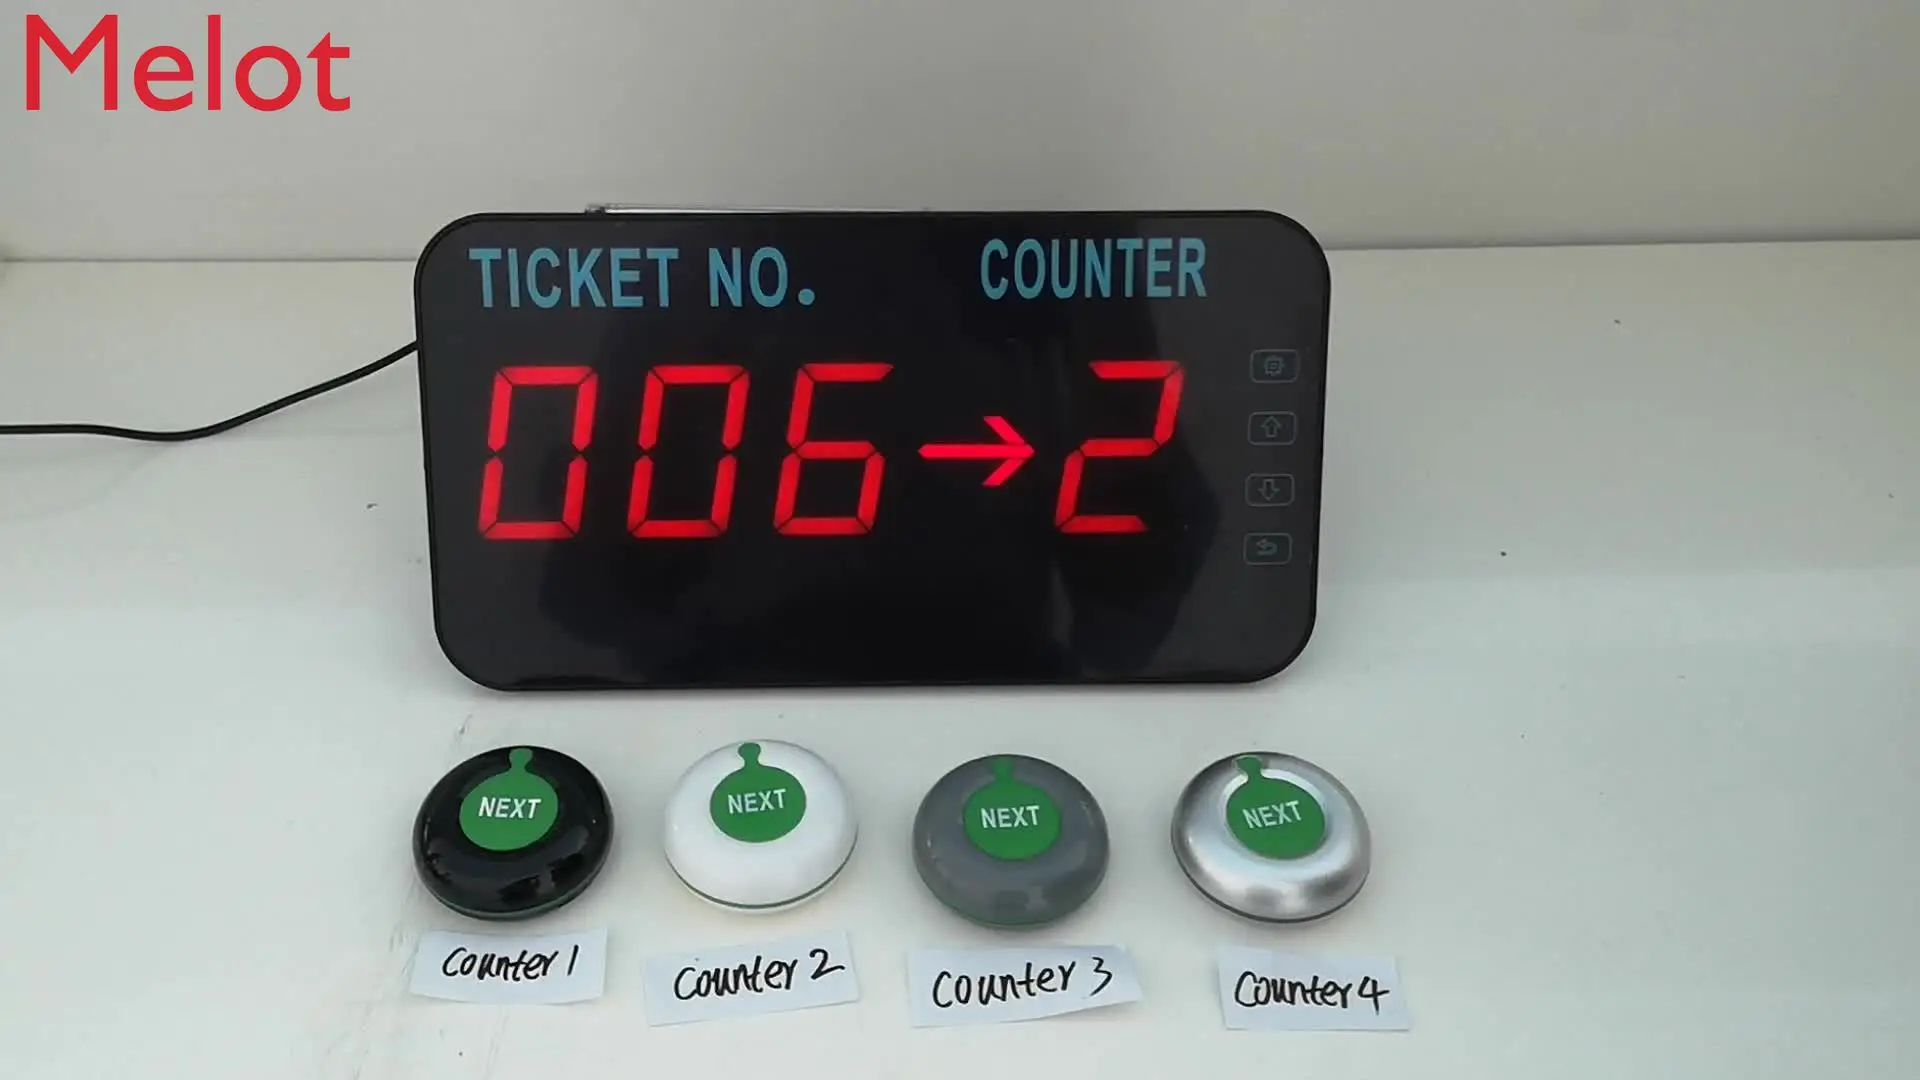 Melot
TICKET NO. COUNTER
006→2
NEXT NEXT NEXT NEXT
Counter 1 Counter 2 Counter 3 Counter 4